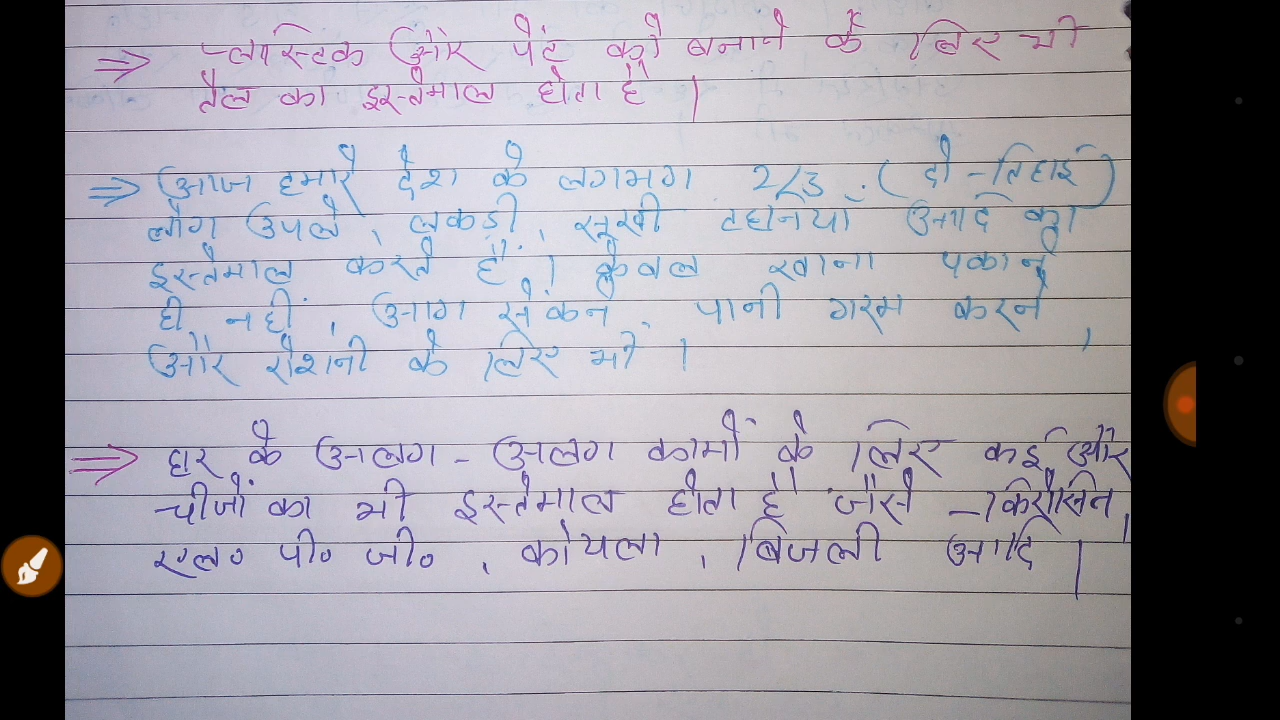 ⇒ प्लास्टिक और पेंट को बनाने के लिए भी
तेल का इस्तेमाल होता है ।
⇒ आज हमारे देश के लगभग 2/3 . (दो-तिहाई)
लोग उपले , लकड़ी , सूखी टहनियाँ आदि का
इस्तेमाल करते हैं । केवल खाना पकाने
ही नहीं , आग सेंकने , पानी गरम करने ,
और रोशनी के लिए भी ।
⇒ घर के अलग - अलग कामों के लिए कई और
चीजों का भी इस्तेमाल होता है जैसे - किरोसिन ,
एल० पी० जी० , कोयला , बिजली आदि ।